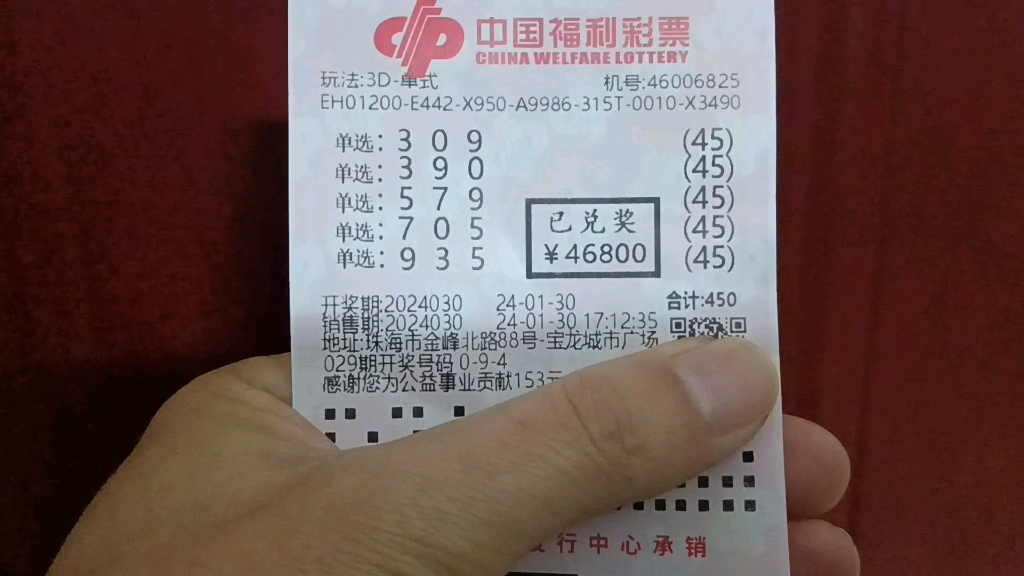 中国福利彩票
CHINA WELFARE LOTTERY
玩法:3D-单式 机号:46006825
EH01200-E442-X950-A9986-315T-0010-X3490
单选: 3 0 9 (45)
单选: 3 9 0 (45)
单选: 5 7 9 (45)
单选: 7 0 5 (45)
单选: 9 3 5 (45)
已兑奖
¥46800
开奖期:2024030 24-01-30 合计:450
销售期:2024030 24-01-30 17:12:35
地址:珠海市金峰北路88号-宝龙城市广场
029期开奖号码 0-9-4
感谢您为公益事业贡献153元
行中心承销